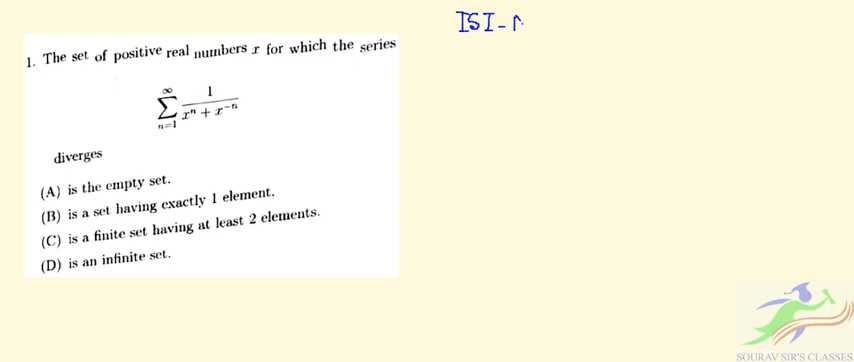 ISI-
1. The set of positive real numbers x for which the series
∞
∑ 1 / (xⁿ + x⁻ⁿ)
n=1
diverges
(A) is the empty set.
(B) is a set having exactly 1 element.
(C) is a finite set having at least 2 elements.
(D) is an infinite set.
SOURAV SIR'S CLASSES